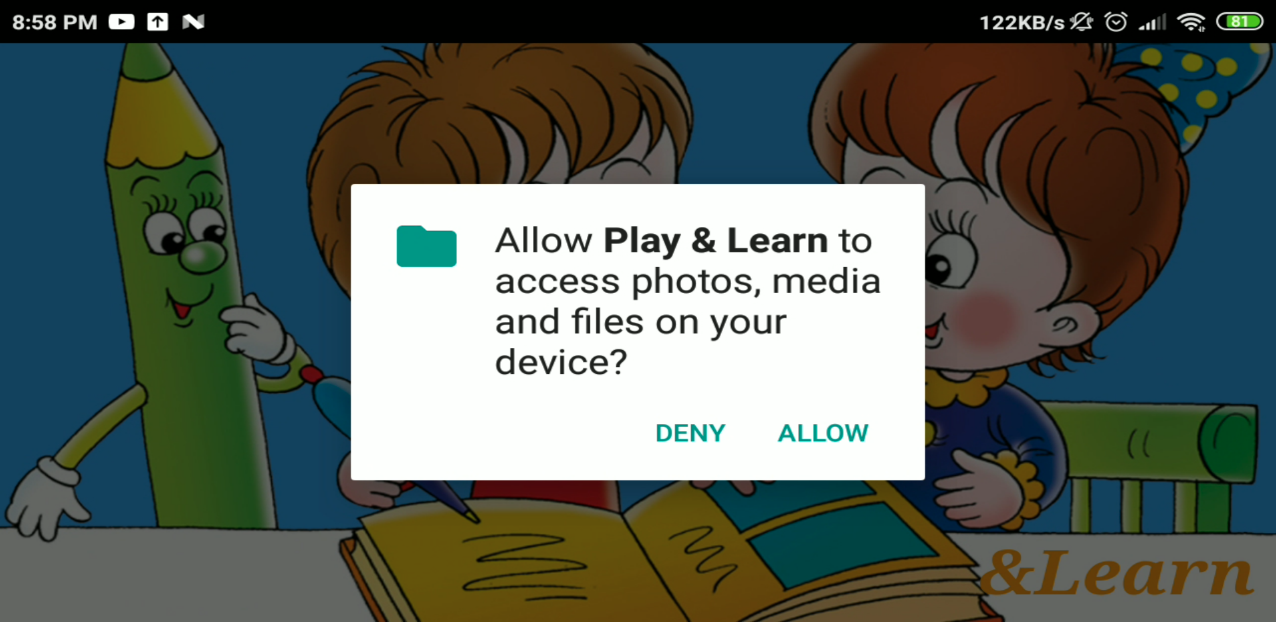 8:58 PM
122KB/s
81
Allow Play & Learn to
access photos, media
and files on your
device?
DENY
ALLOW
&Learn